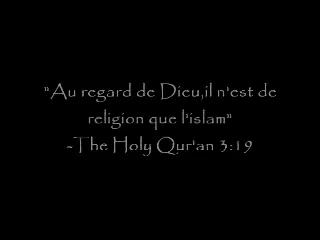 "Au regard de Dieu,il n'est de
religion que l'islam"
-The Holy Qur'an 3:19